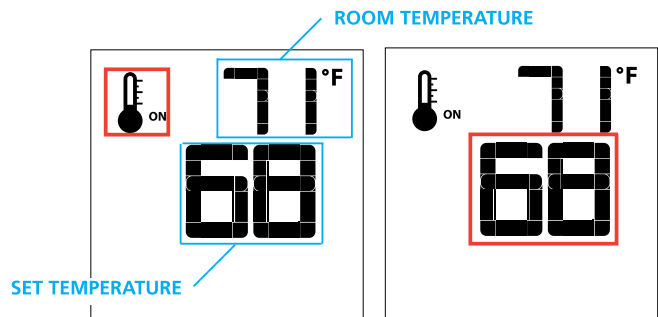 ROOM TEMPERATURE
71 °F
ON
68
SET TEMPERATURE
71 °F
ON
68